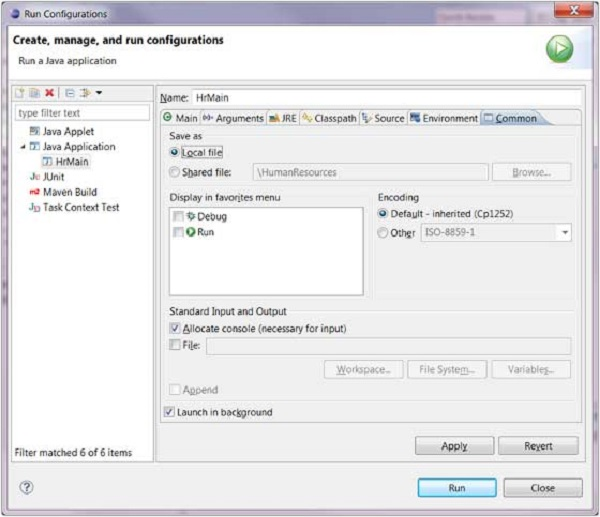 Run Configurations
Create, manage, and run configurations
Run a Java application
type filter text
Java Applet
Java Application
HrMain
JUnit
Maven Build
Task Context Test
Filter matched 6 of 6 items
Name: HrMain
Main Arguments JRE Classpath Source Environment Common
Save as
Local file
Shared file: \HumanResources Browse...
Display in favorites menu
Debug
Run
Encoding
Default - inherited (Cp1252)
Other ISO-8859-1
Standard Input and Output
Allocate console (necessary for input)
File:
Workspace... File System... Variables...
Append
Launch in background
Apply Revert
Run Close